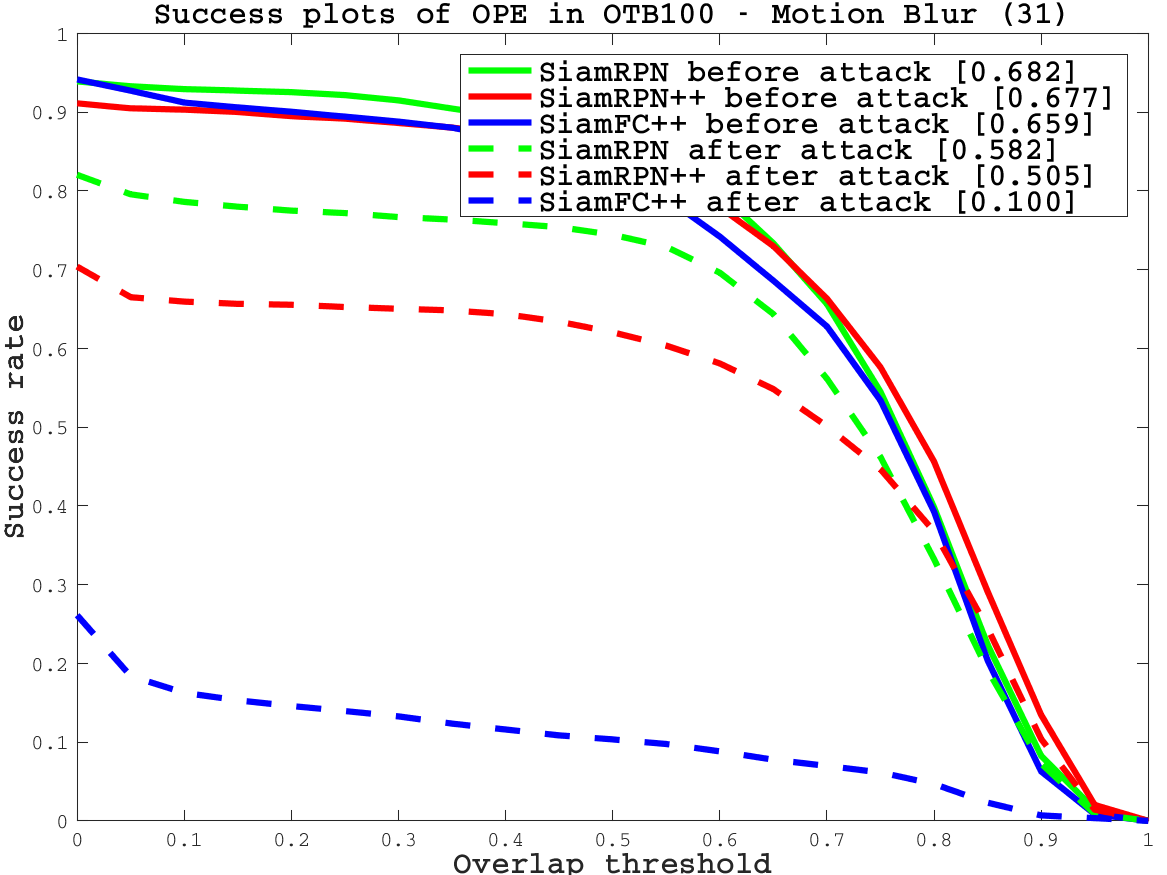 Success plots of OPE in OTB100 - Motion Blur (31)
SiamRPN before attack [0.682]
SiamRPN++ before attack [0.677]
SiamFC++ before attack [0.659]
SiamRPN after attack [0.582]
SiamRPN++ after attack [0.505]
SiamFC++ after attack [0.100]
Success rate
1
0.9
0.8
0.7
0.6
0.5
0.4
0.3
0.2
0.1
0
0 0.1 0.2 0.3 0.4 0.5 0.6 0.7 0.8 0.9 1
Overlap threshold